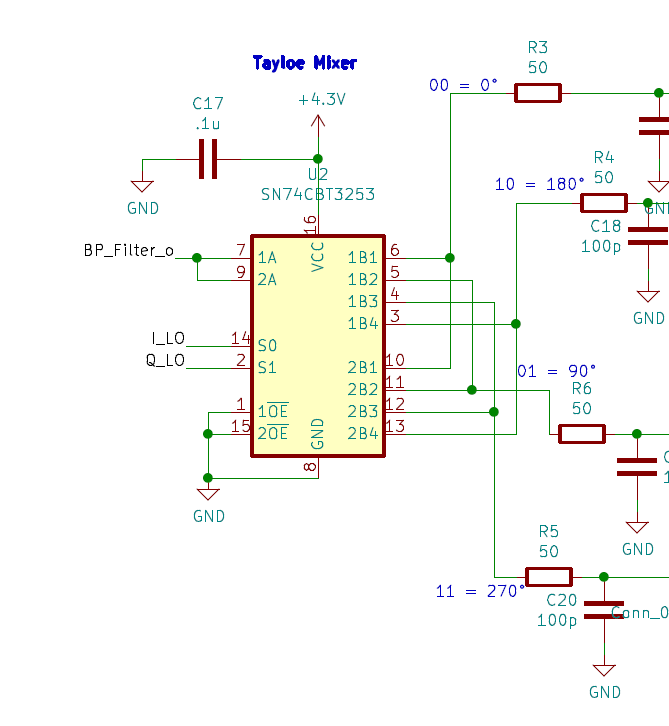 Tayloe Mixer
R3
50
00 = 0°
+4.3V
C17
.1u
GND
U2
SN74CBT3253
10 = 180°
R4
50
GND
C18
100p
GND
BP_Filter_o
I_LO
Q_LO
16
VCC
7 1A
9 2A
14 S0
2 S1
1 1OE
15 2OE
GND
8
1B1 6
1B2 5
1B3 4
1B4 3
2B1 10
2B2 11
2B3 12
2B4 13
GND
01 = 90°
R6
50
C
1
GND
R5
50
11 = 270°
C20
100p
Conn_0
GND